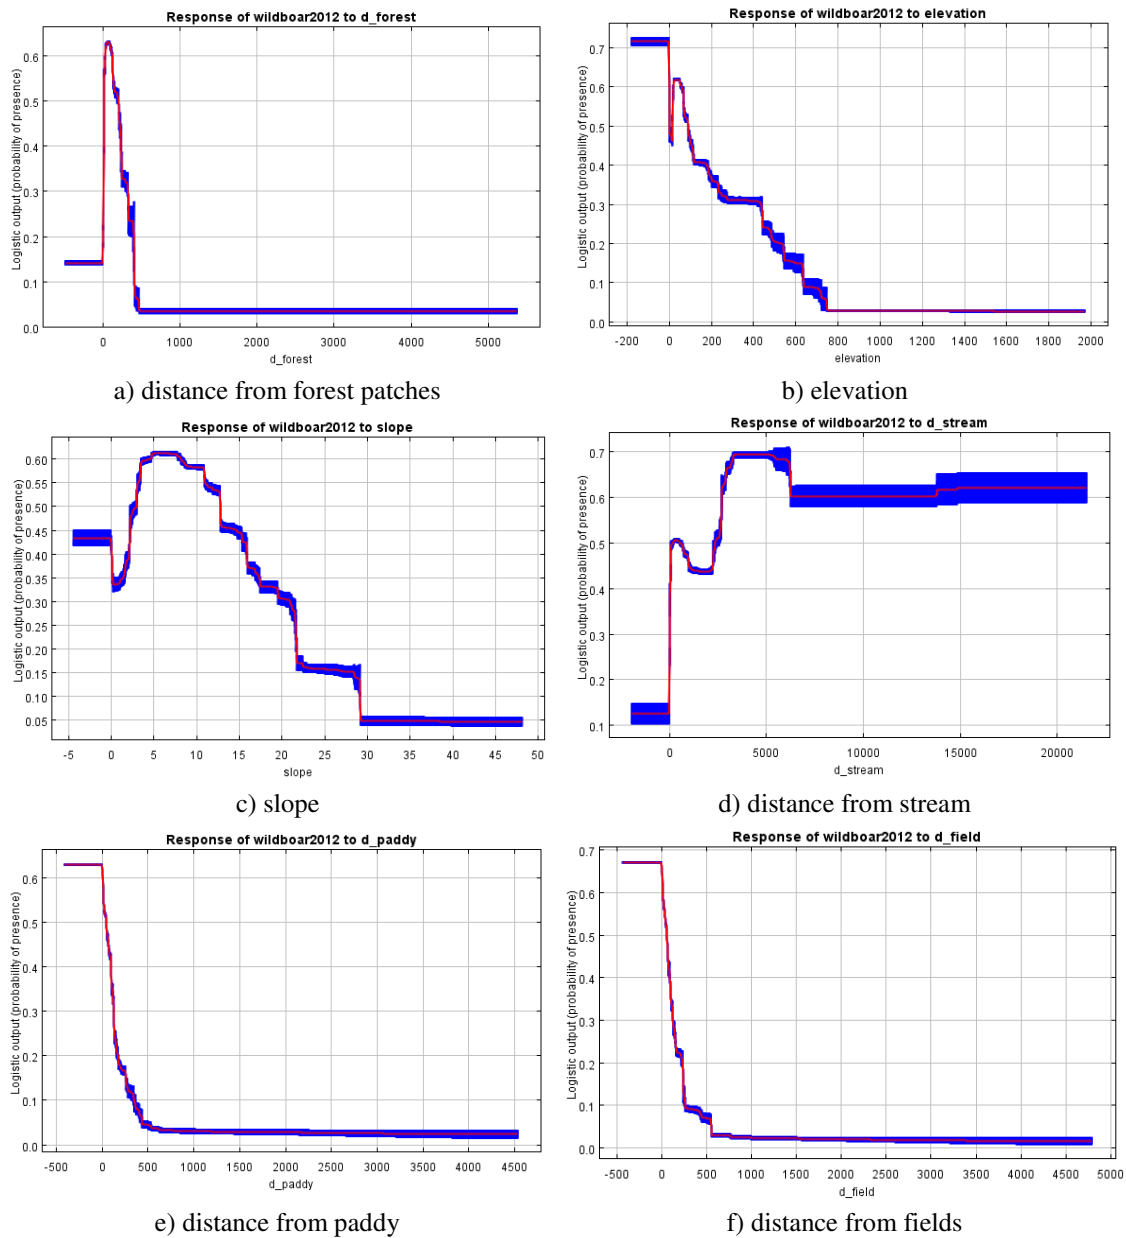 Response of wildboar2012 to d_forest
Logistic output (probability of presence)
0.6
0.5
0.4
0.3
0.2
0.1
0.0
0 1000 2000 3000 4000 5000
d_forest
a) distance from forest patches
Response of wildboar2012 to elevation
Logistic output (probability of presence)
0.7
0.6
0.5
0.4
0.3
0.2
0.1
0.0
-200 0 200 400 600 800 1000 1200 1400 1600 1800 2000
elevation
b) elevation
Response of wildboar2012 to slope
Logistic output (probability of presence)
0.60
0.55
0.50
0.45
0.40
0.35
0.30
0.25
0.20
0.15
0.10
0.05
-5 0 5 10 15 20 25 30 35 40 45 50
slope
c) slope
Response of wildboar2012 to d_stream
Logistic output (probability of presence)
0.7
0.6
0.5
0.4
0.3
0.2
0.1
0 5000 10000 15000 20000
d_stream
d) distance from stream
Response of wildboar2012 to d_paddy
Logistic output (probability of presence)
0.6
0.5
0.4
0.3
0.2
0.1
0.0
-500 0 500 1000 1500 2000 2500 3000 3500 4000 4500
d_paddy
e) distance from paddy
Response of wildboar2012 to d_field
Logistic output (probability of presence)
0.7
0.6
0.5
0.4
0.3
0.2
0.1
0.0
-500 0 500 1000 1500 2000 2500 3000 3500 4000 4500 5000
d_field
f) distance from fields